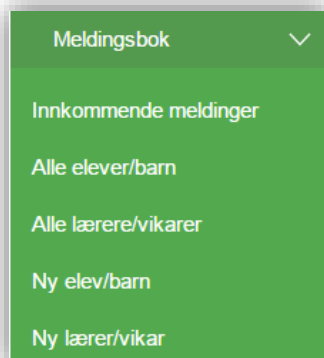 Meldingsbok
Innkommende meldinger
Alle elever/barn
Alle lærere/vikarer
Ny elev/barn
Ny lærer/vikar